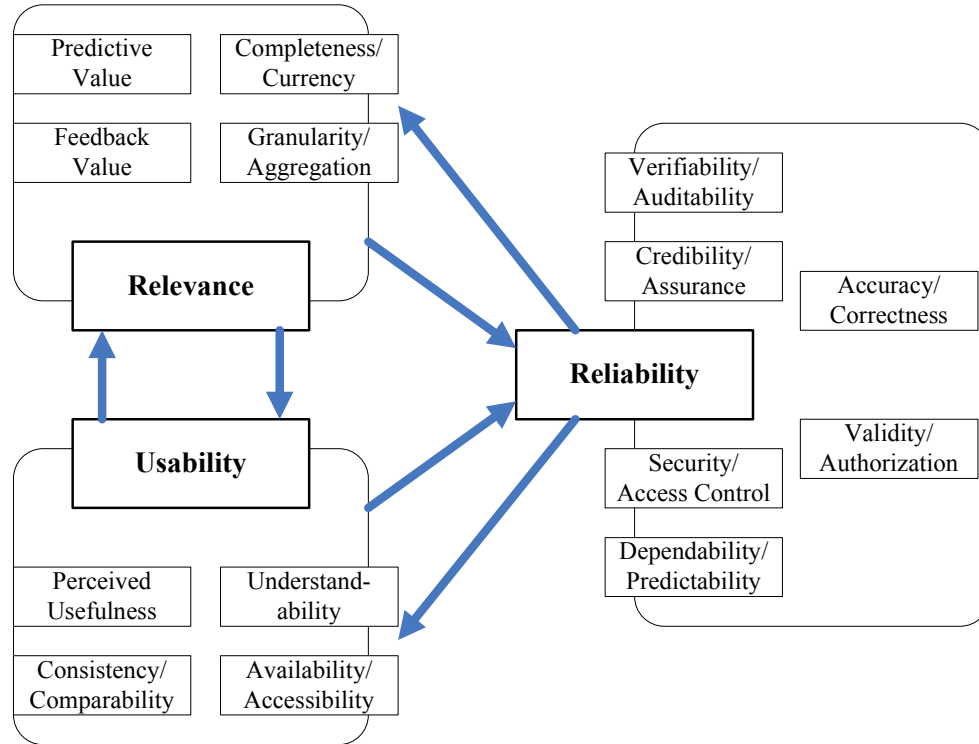 Predictive
Value
Completeness/
Currency
Feedback
Value
Granularity/
Aggregation
Relevance
Usability
Perceived
Usefulness
Understand-
ability
Consistency/
Comparability
Availability/
Accessibility
Reliability
Verifiability/
Auditability
Credibility/
Assurance
Accuracy/
Correctness
Validity/
Authorization
Security/
Access Control
Dependability/
Predictability